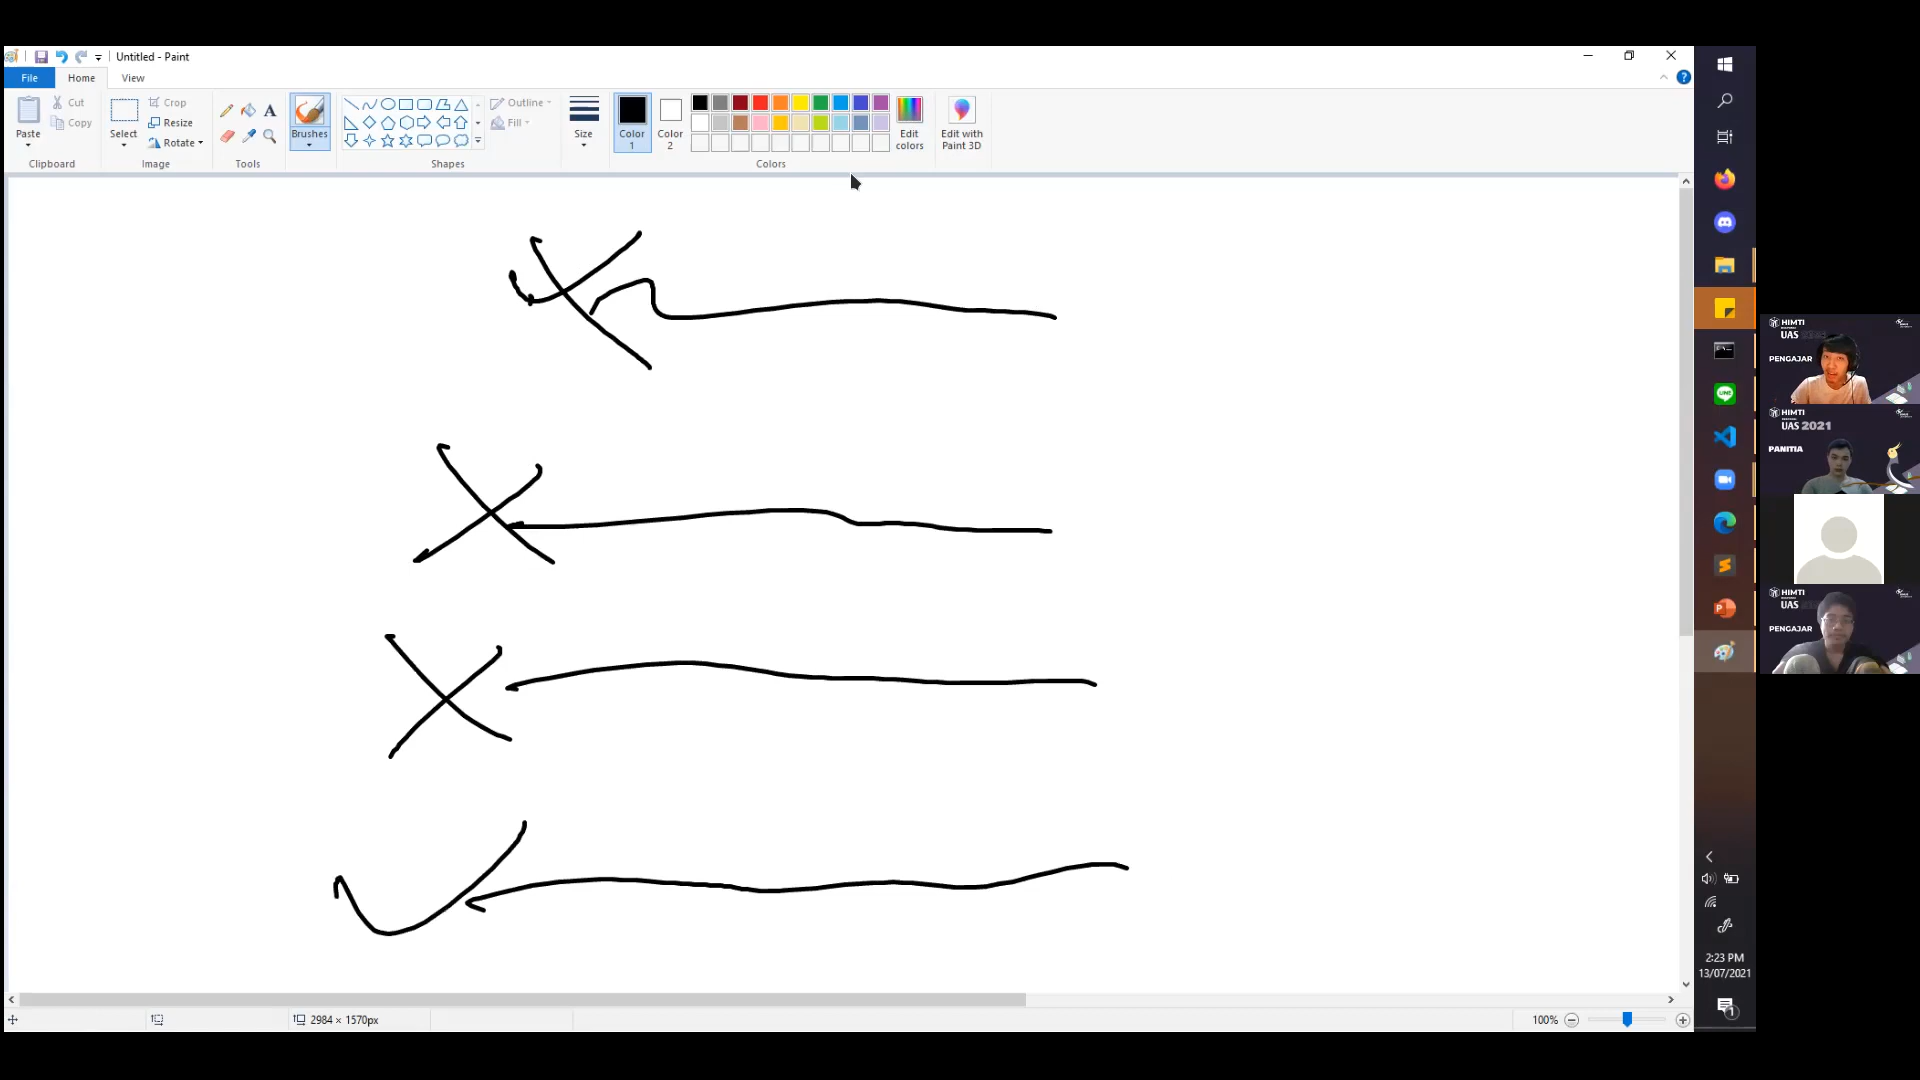 Untitled - Paint
File Home View
Paste
Cut
Copy
Clipboard
Select
Crop
Resize
Rotate
Image
Tools
Brushes
Outline
Fill
Shapes
Size
Color 1
Color 2
Edit colors
Edit with Paint 3D
Colors
HIMTI
UAS
PENGAJAR
HIMTI
UAS 2021
PANITIA
HIMTI
UAS
PENGAJAR
2:23 PM
13/07/2021
1
2984 × 1570px
100%